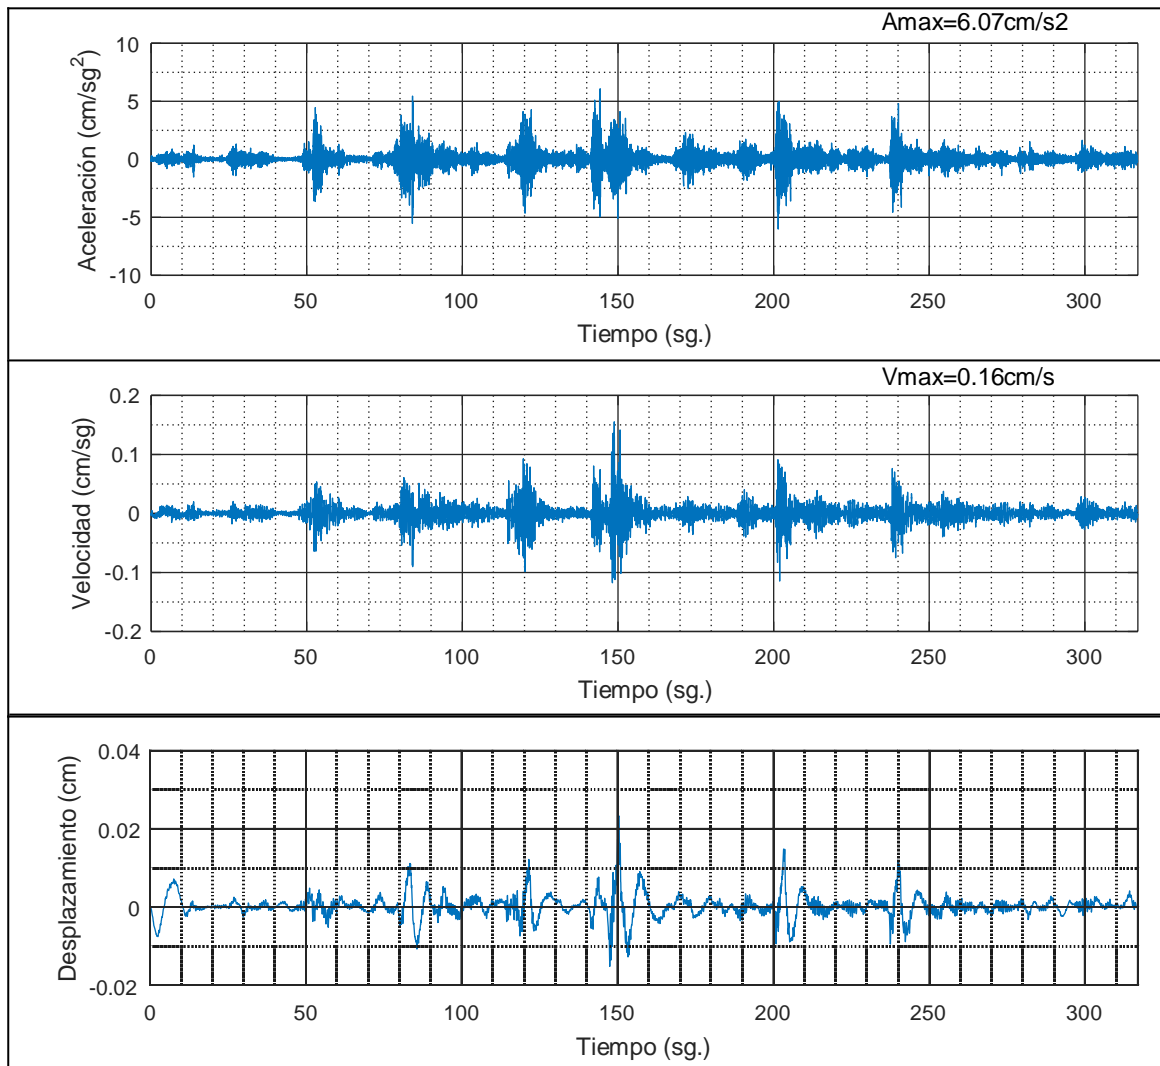 Amax=6.07cm/s2
10
5
0
-5
-10
Aceleración (cm/sg²)
0 50 100 150 200 250 300
Tiempo (sg.)
Vmax=0.16cm/s
0.2
0.1
0
-0.1
-0.2
Velocidad (cm/sg)
0 50 100 150 200 250 300
Tiempo (sg.)
0.04
0.02
0
-0.02
Desplazamiento (cm)
0 50 100 150 200 250 300
Tiempo (sg.)